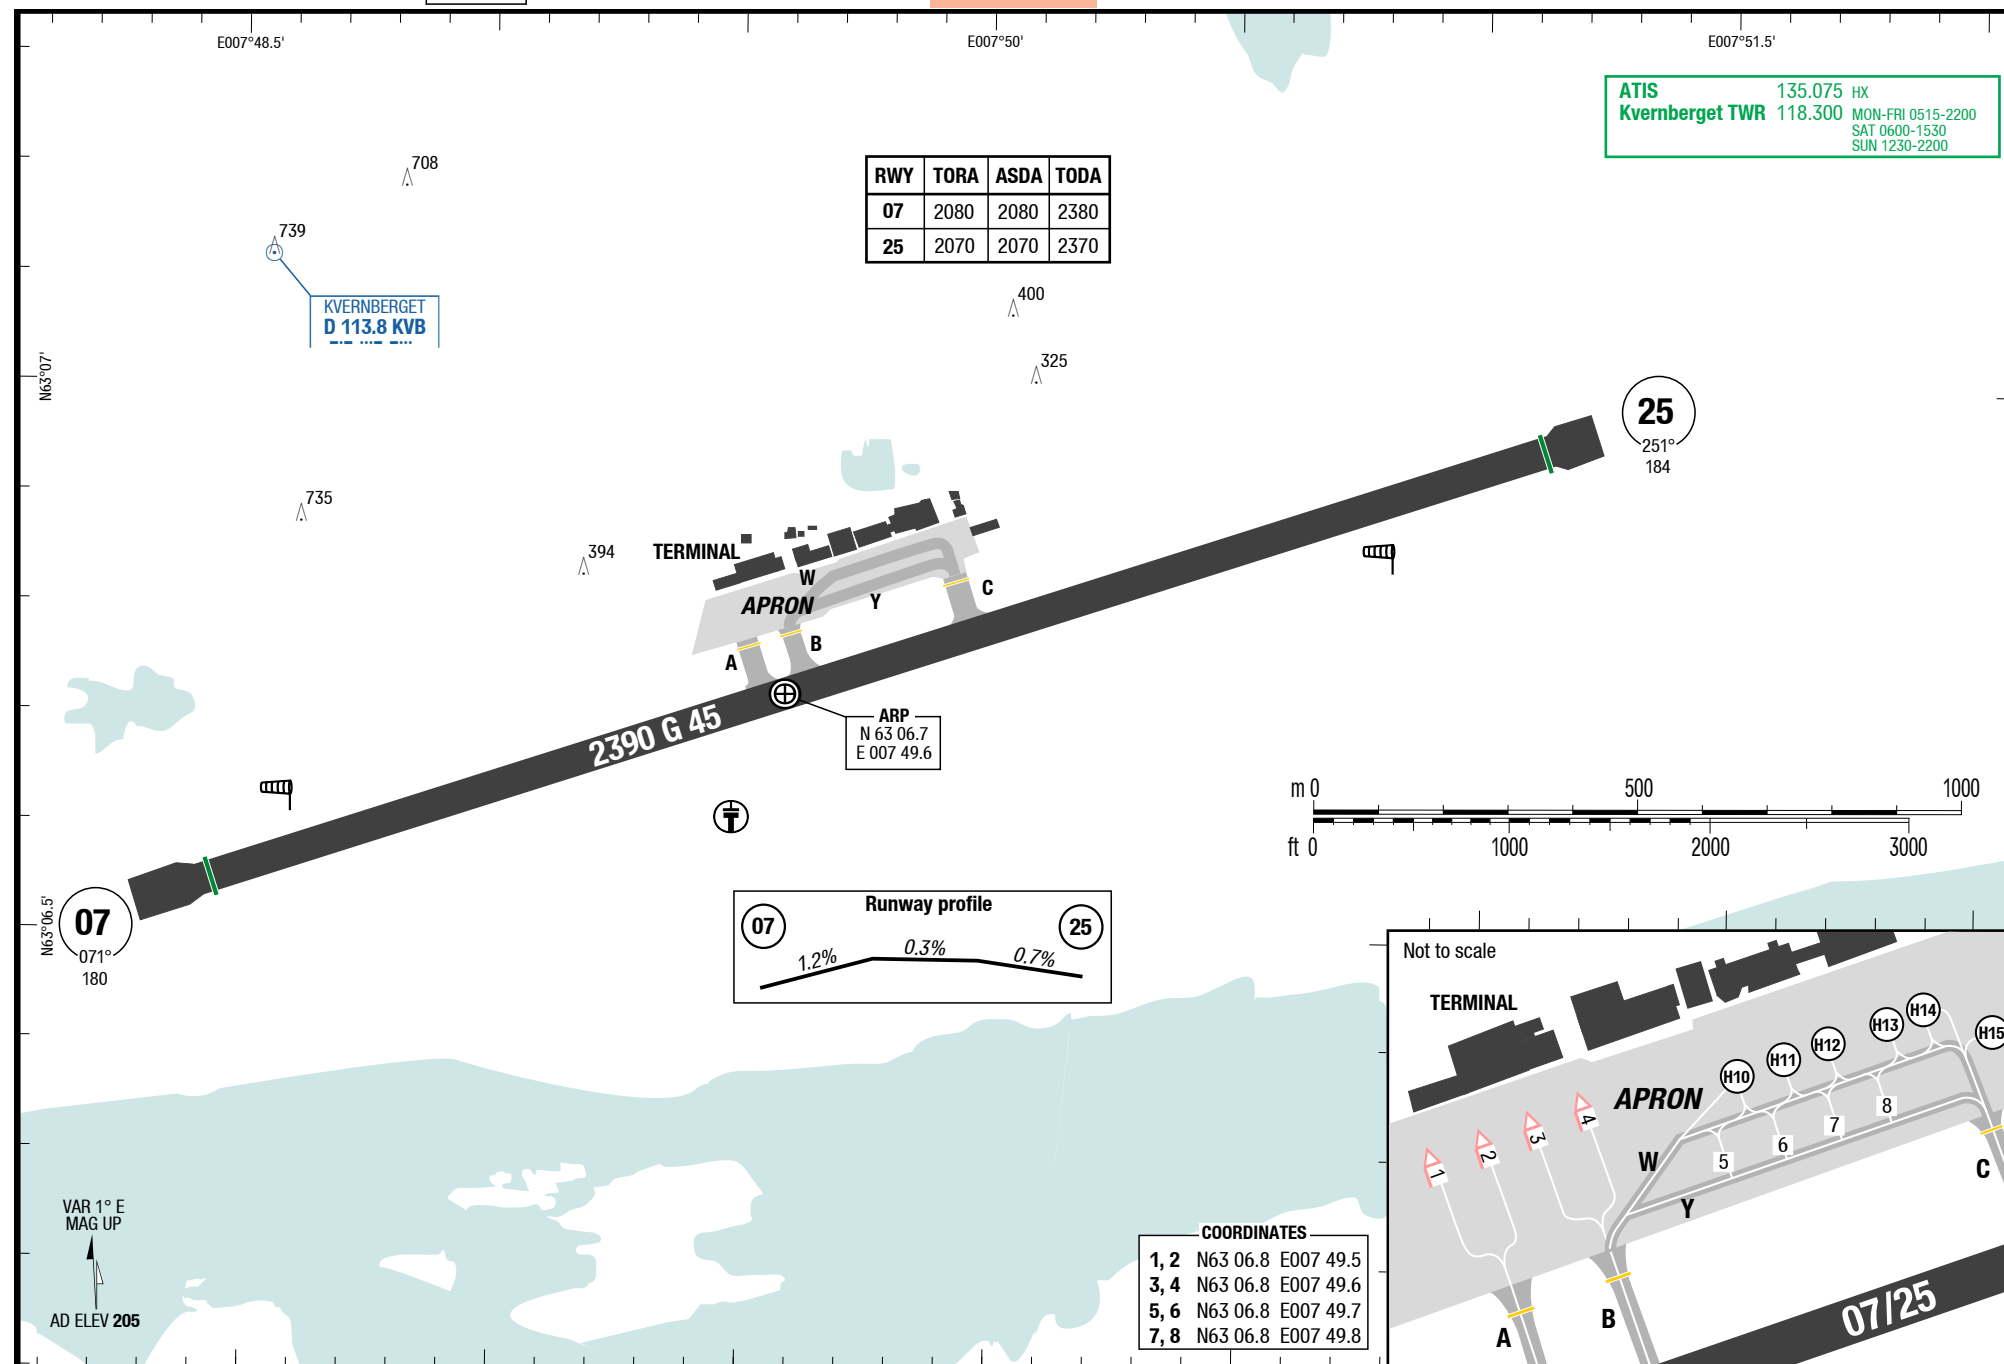 E007°48.5'
E007°50'
E007°51.5'
ATIS 135.075 HX
Kvernberget TWR 118.300 MON-FRI 0515-2200
SAT 0600-1530
SUN 1230-2200
708
739
KVERNBERGET
D 113.8 KVB
RWY TORA ASDA TODA
07 2080 2080 2380
25 2070 2070 2370
400
325
N63°07'
25
251°
184
735
394
TERMINAL
W
APRON
Y
C
B
A
2390 G 45
ARP
N 63 06.7
E 007 49.6
m 0 500 1000
ft 0 1000 2000 3000
N63°06.5'
07
071°
180
Runway profile
07
25
1.2%
0.3%
0.7%
Not to scale
TERMINAL
H14
H13
H15
H12
H11
H10
APRON
1
2
3
4
5
6
7
8
W
Y
C
B
A
07/25
VAR 1° E
MAG UP
AD ELEV 205
COORDINATES
1, 2 N63 06.8 E007 49.5
3, 4 N63 06.8 E007 49.6
5, 6 N63 06.8 E007 49.7
7, 8 N63 06.8 E007 49.8